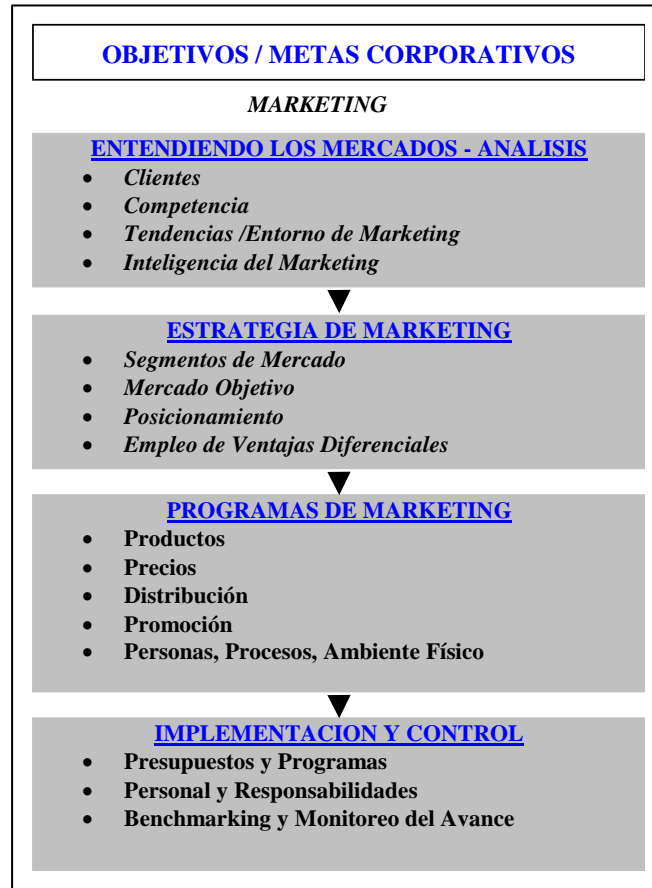 OBJETIVOS / METAS CORPORATIVOS
MARKETING
ENTENDIENDO LOS MERCADOS - ANALISIS
• Clientes
• Competencia
• Tendencias /Entorno de Marketing
• Inteligencia del Marketing
ESTRATEGIA DE MARKETING
• Segmentos de Mercado
• Mercado Objetivo
• Posicionamiento
• Empleo de Ventajas Diferenciales
PROGRAMAS DE MARKETING
• Productos
• Precios
• Distribución
• Promoción
• Personas, Procesos, Ambiente Físico
IMPLEMENTACION Y CONTROL
• Presupuestos y Programas
• Personal y Responsabilidades
• Benchmarking y Monitoreo del Avance